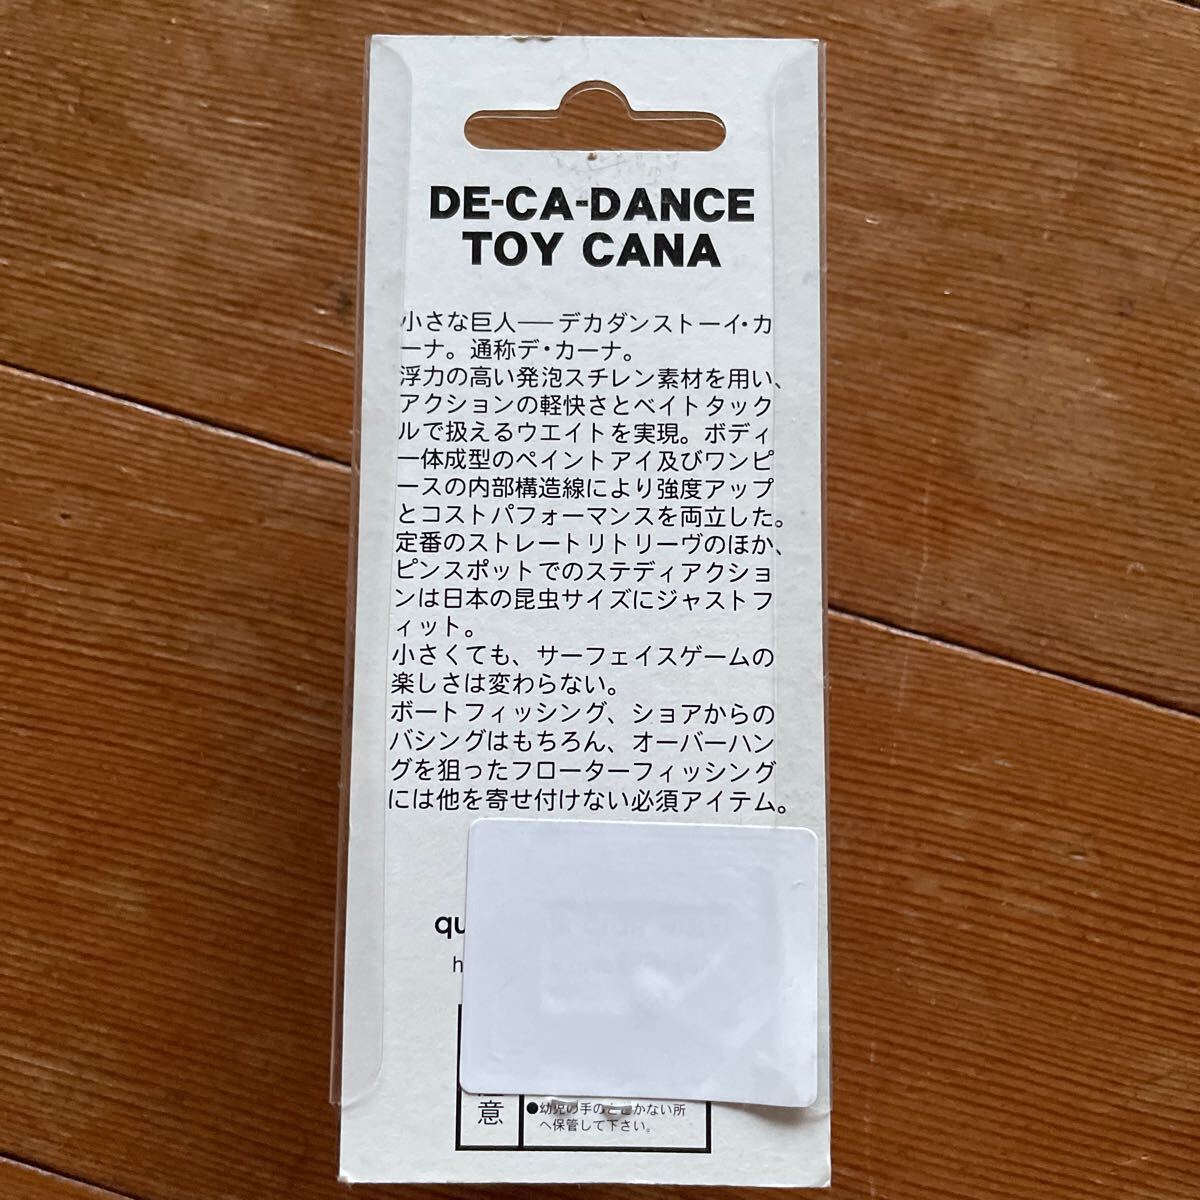 DE-CA-DANCE
TOY CANA
小さな巨人──デカダンストーイ・カ
ーナ。通称デ・カーナ。
浮力の高い発泡スチレン素材を用い、
アクションの軽快さとベイトタック
ルで扱えるウエイトを実現。ボディ
一体成型のペイントアイ及びワンピ
ースの内部構造線により強度アップ
とコストパフォーマンスを両立した。
定番のストレートリトリーヴのほか、
ピンスポットでのステディアクショ
ンは日本の昆虫サイズにジャストフ
ィット。
小さくても、サーフェイスゲームの
楽しさは変わらない。
ボートフィッシング、ショアからの
バシングはもちろん、オーバーハン
グを狙ったフローターフィッシング
には他を寄せ付けない必須アイテム。
qu
h
意
●幼児の手のとどかない所
へ保管して下さい。